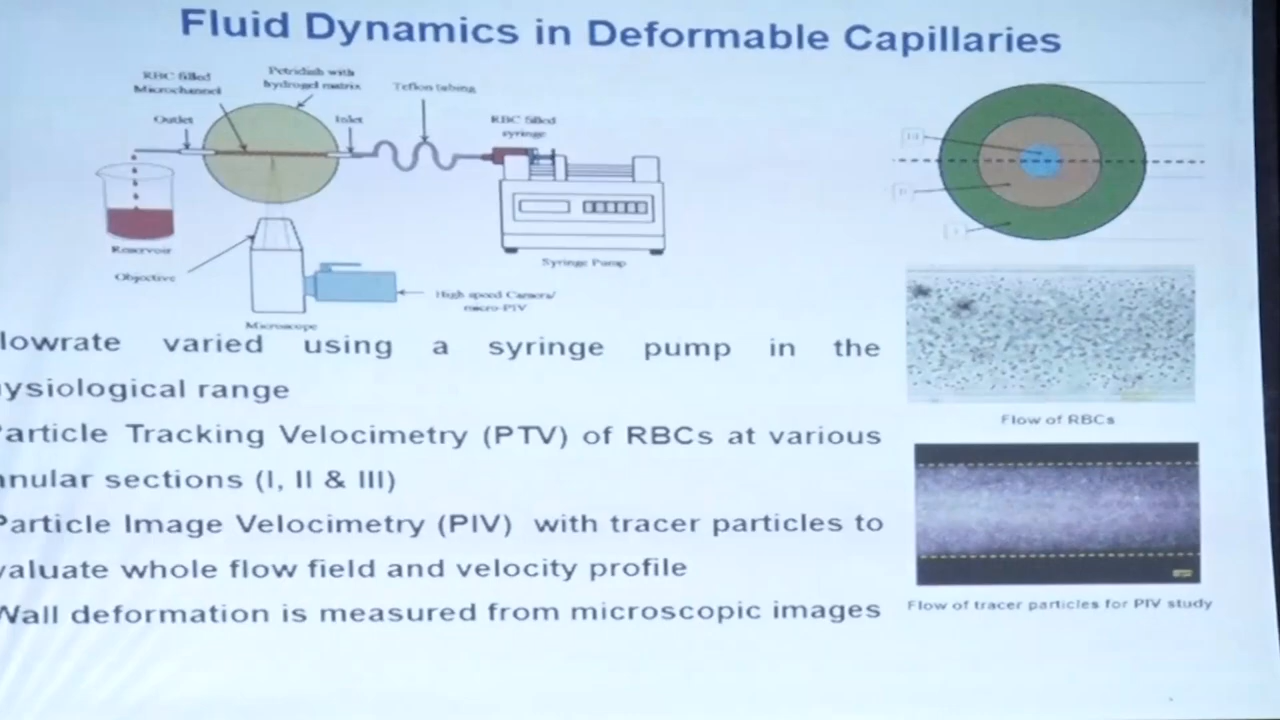 Fluid Dynamics in Deformable Capillaries
RBC filled
Microchannel
Petridish with
hydrogel matrix
Teflon tubing
Outlet
Inlet
RBC filled
syringe
Reservoir
Objective
Syringe Pump
High speed Camera/
micro-PIV
Microscope
III
II
I
lowrate varied using a syringe pump in the
ysiological range
Particle Tracking Velocimetry (PTV) of RBCs at various
nnular sections (I, II & III)
Particle Image Velocimetry (PIV) with tracer particles to
valuate whole flow field and velocity profile
Wall deformation is measured from microscopic images
Flow of RBCs
Flow of tracer particles for PIV study